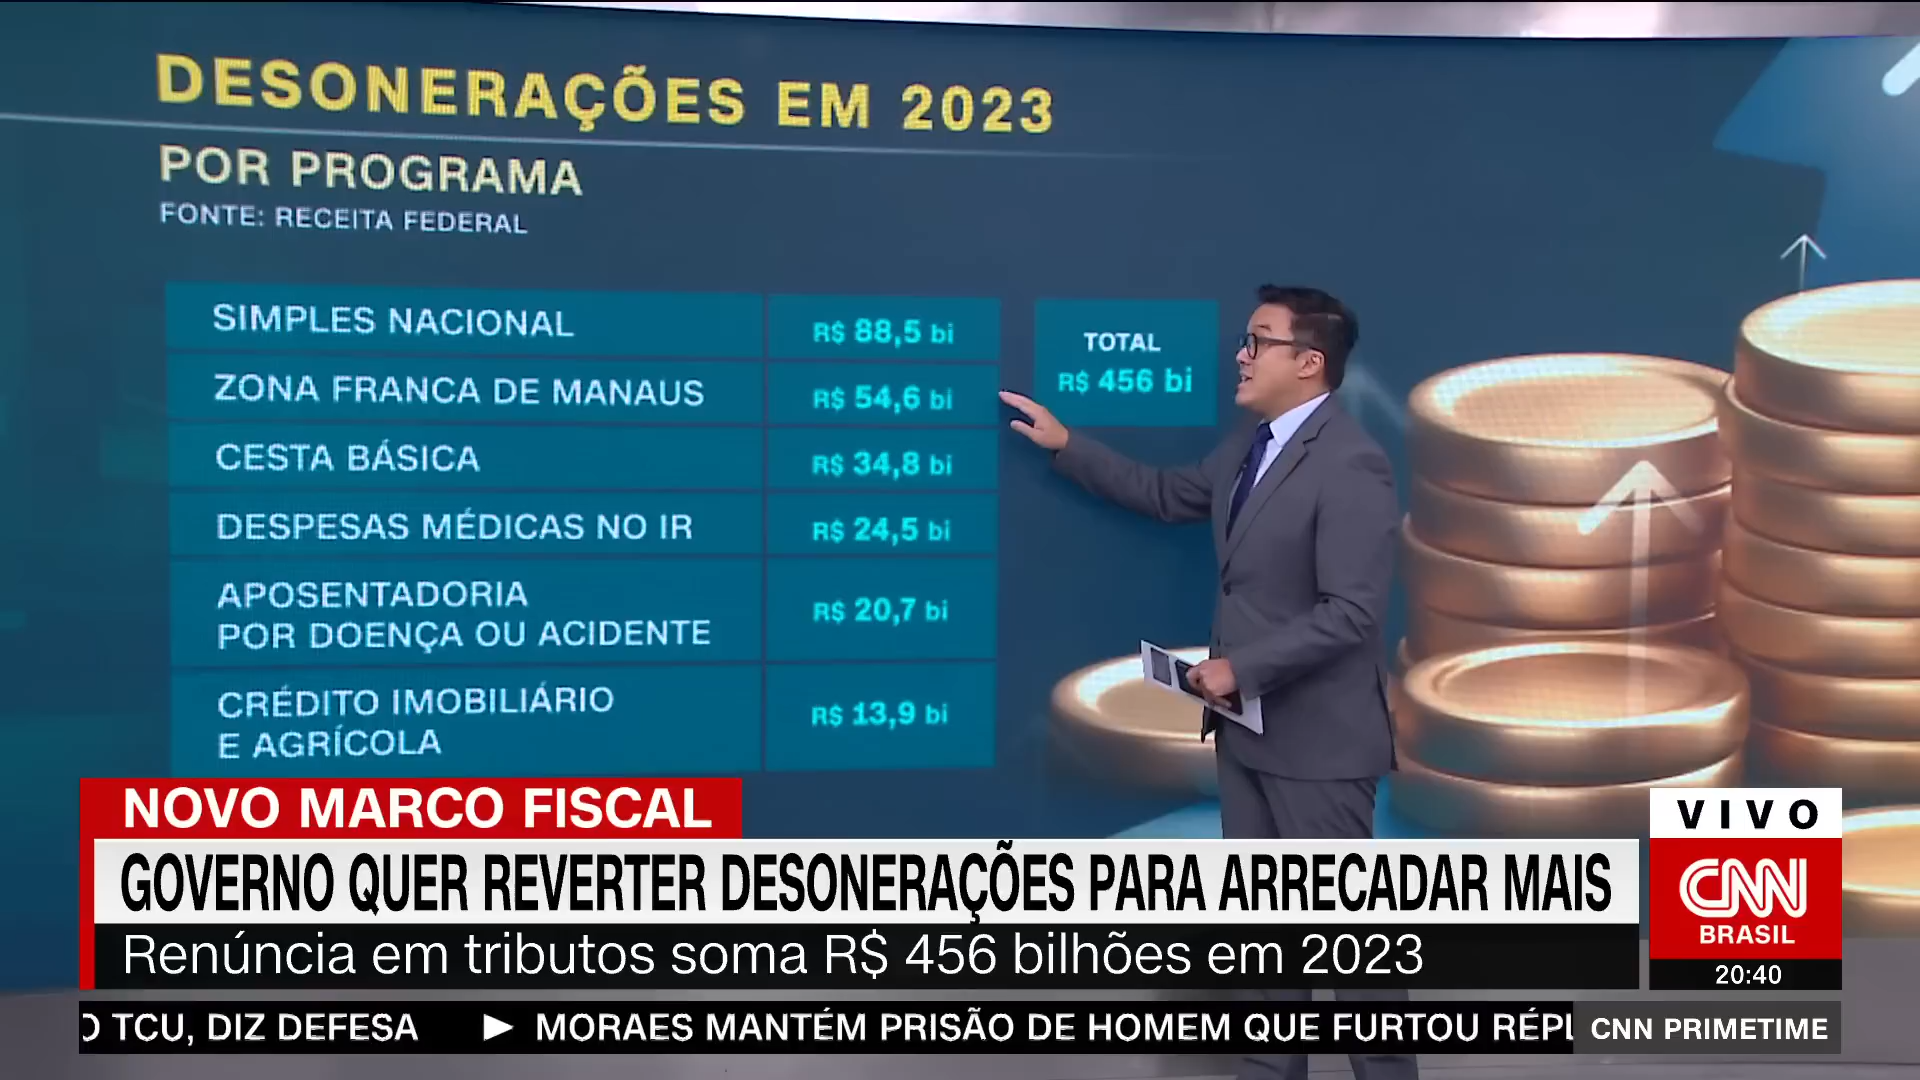 DESONERAÇÕES EM 2023
POR PROGRAMA
FONTE: RECEITA FEDERAL
SIMPLES NACIONAL R$ 88,5 bi
ZONA FRANCA DE MANAUS R$ 54,6 bi
CESTA BÁSICA R$ 34,8 bi
DESPESAS MÉDICAS NO IR R$ 24,5 bi
APOSENTADORIA
POR DOENÇA OU ACIDENTE R$ 20,7 bi
CRÉDITO IMOBILIÁRIO
E AGRÍCOLA R$ 13,9 bi
TOTAL
R$ 456 bi
NOVO MARCO FISCAL
GOVERNO QUER REVERTER DESONERAÇÕES PARA ARRECADAR MAIS
Renúncia em tributos soma R$ 456 bilhões em 2023
VIVO
CNN
BRASIL
20:40
O TCU, DIZ DEFESA ▶ MORAES MANTÉM PRISÃO DE HOMEM QUE FURTOU RÉPL
CNN PRIMETIME